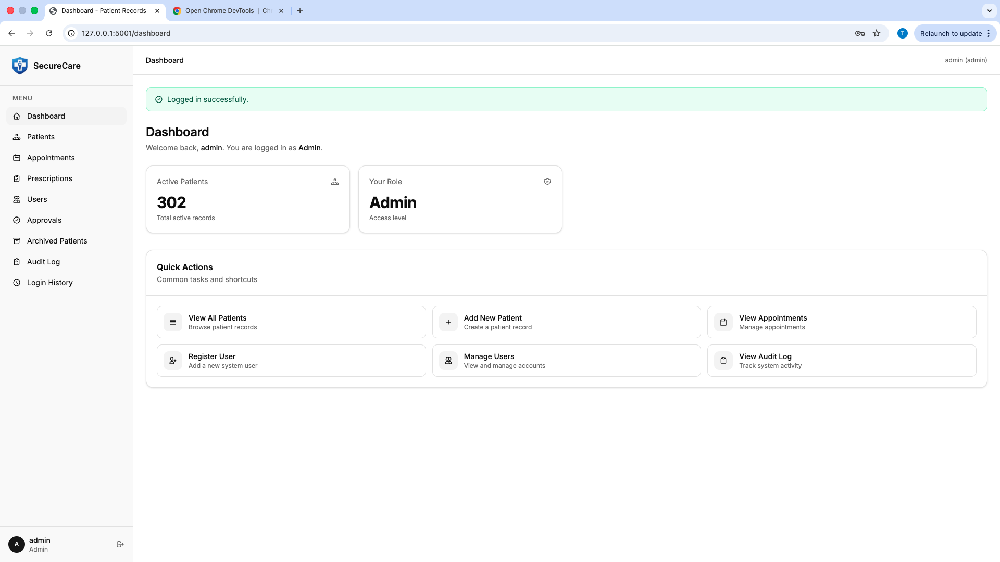 Dashboard - Patient Records
Open Chrome DevTools | Ch
127.0.0.1:5001/dashboard
T
Relaunch to update
SecureCare
MENU
Dashboard
Patients
Appointments
Prescriptions
Users
Approvals
Archived Patients
Audit Log
Login History
A
admin
Admin
Dashboard
admin (admin)
Logged in successfully.
Dashboard
Welcome back, admin. You are logged in as Admin.
Active Patients
302
Total active records
Your Role
Admin
Access level
Quick Actions
Common tasks and shortcuts
View All Patients
Browse patient records
Add New Patient
Create a patient record
View Appointments
Manage appointments
Register User
Add a new system user
Manage Users
View and manage accounts
View Audit Log
Track system activity